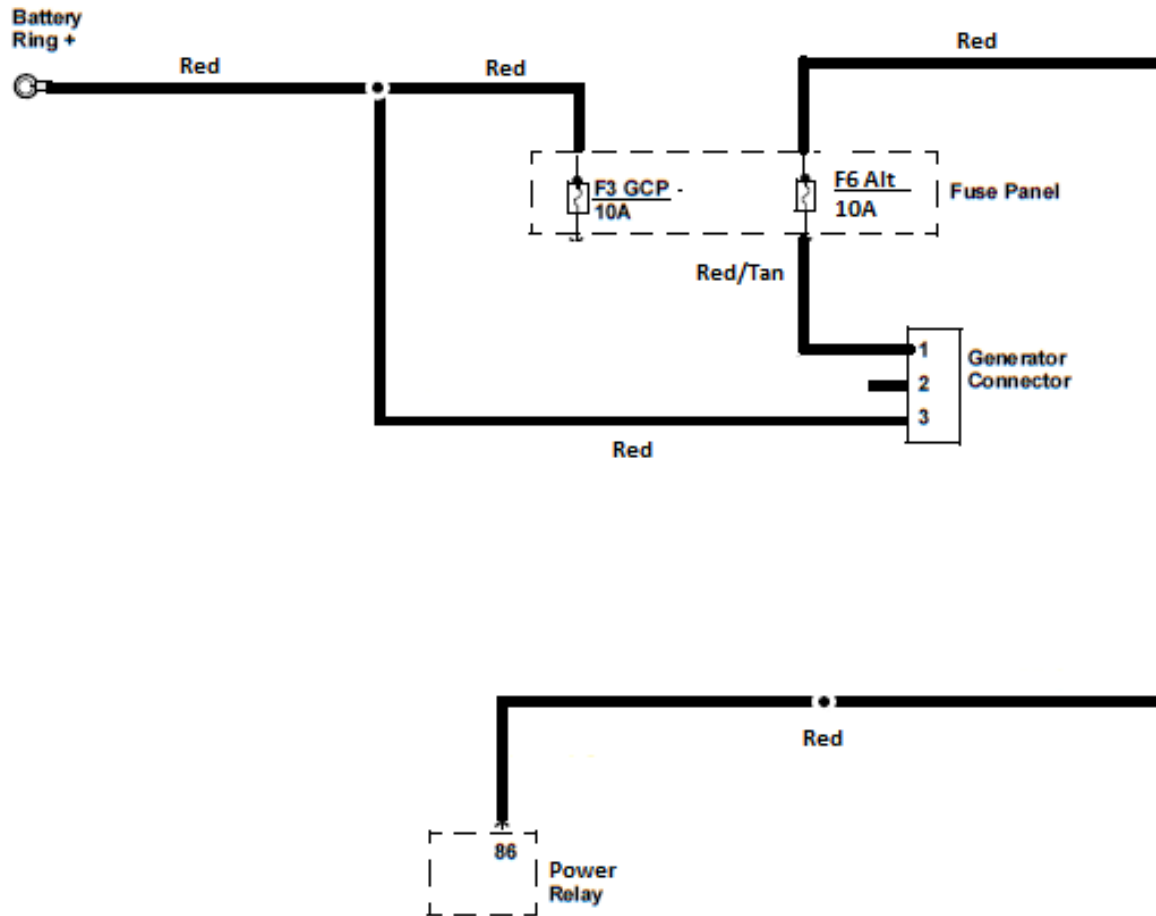 Battery
Ring +
Red
Red
Red
F3 GCP -
10A
F6 Alt
10A
Fuse Panel
Red/Tan
1
2
3
Generator
Connector
Red
Red
86
Power
Relay